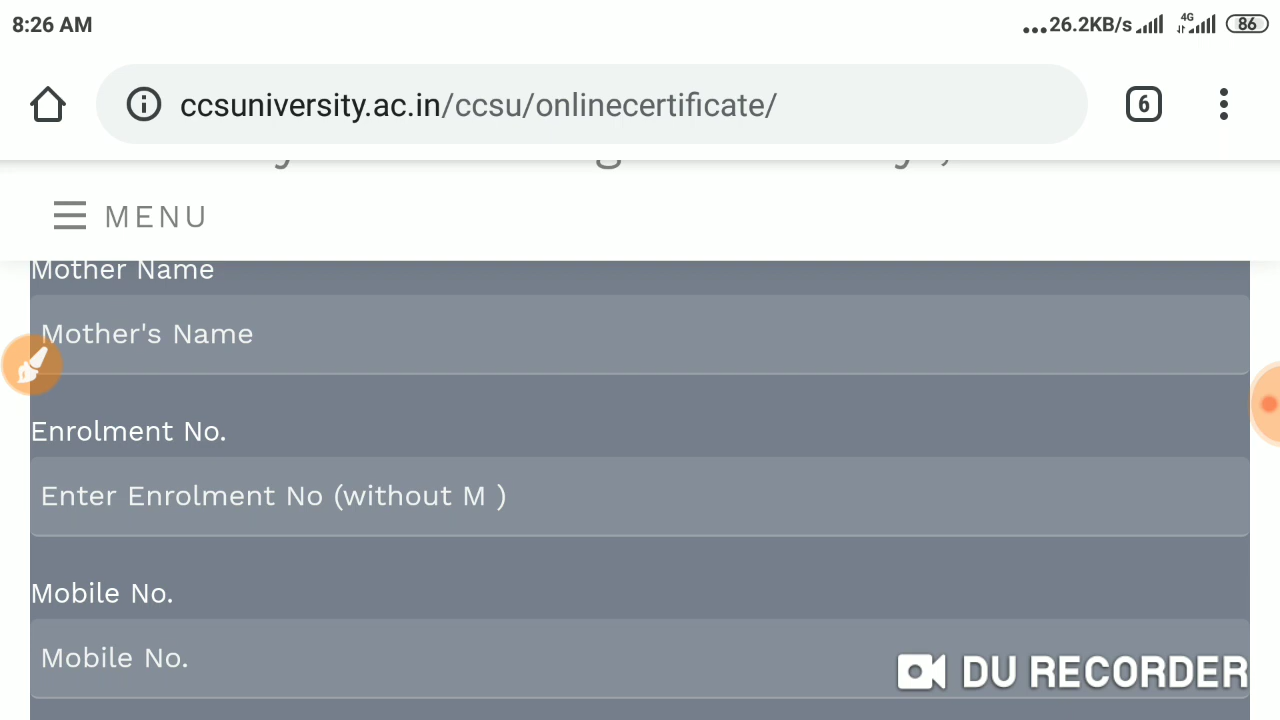 8:26 AM
...26.2KB/s 4G 86
ccsuniversity.ac.in/ccsu/onlinecertificate/
6
MENU
Mother Name
Mother's Name
Enrolment No.
Enter Enrolment No (without M )
Mobile No.
Mobile No.
DU RECORDER